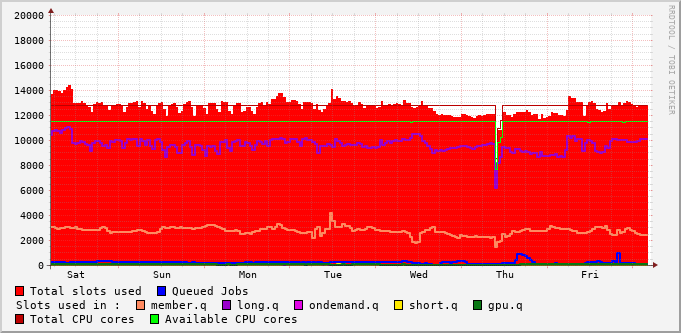 RRDTOOL / TOBI OETIKER
20000
18000
16000
14000
12000
10000
8000
6000
4000
2000
0
Sat Sun Mon Tue Wed Thu Fri
Total slots used Queued Jobs
Slots used in : member.q long.q ondemand.q short.q gpu.q
Total CPU cores Available CPU cores